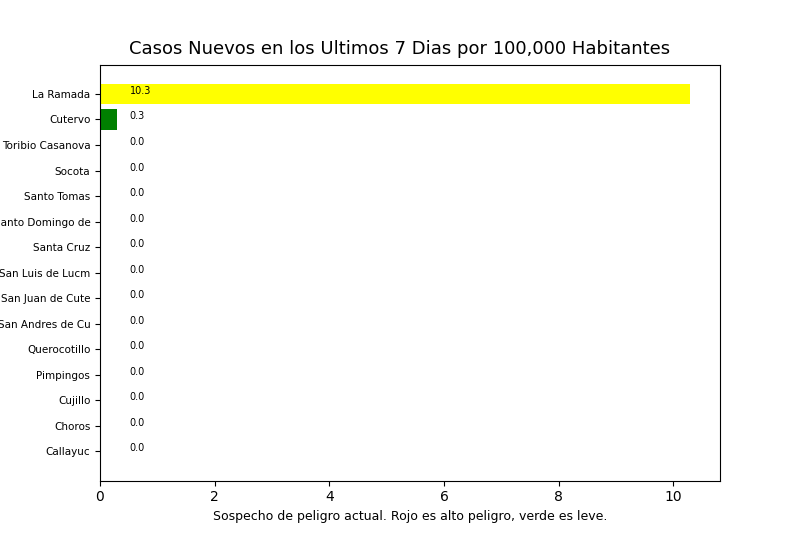 Casos Nuevos en los Ultimos 7 Dias por 100,000 Habitantes
La Ramada 10.3
Cutervo 0.3
Toribio Casanova 0.0
Socota 0.0
Santo Tomas 0.0
anto Domingo de 0.0
Santa Cruz 0.0
San Luis de Lucm 0.0
San Juan de Cute 0.0
San Andres de Cu 0.0
Querocotillo 0.0
Pimpingos 0.0
Cujillo 0.0
Choros 0.0
Callayuc 0.0
0 2 4 6 8 10
Sospecho de peligro actual. Rojo es alto peligro, verde es leve.